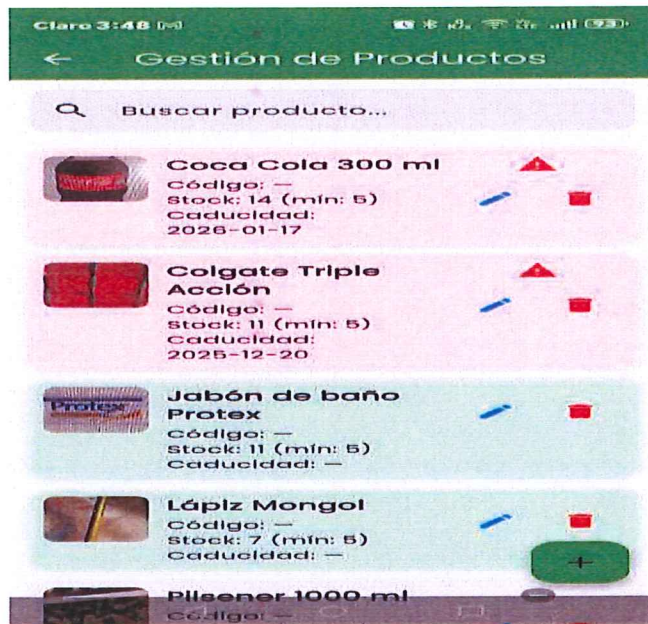 Claro 3:48
93
Gestión de Productos
Buscar producto...
Coca Cola 300 ml
Código: —
Stock: 14 (mín: 5)
Caducidad:
2026-01-17
Colgate Triple
Acción
Código: —
Stock: 11 (mín: 5)
Caducidad:
2025-12-20
Protex
Jabón de baño
Protex
Código: —
Stock: 11 (mín: 5)
Caducidad: —
Lápiz Mongol
Código: —
Stock: 7 (mín: 5)
Caducidad: —
+
Pilsener 1000 ml
Código: —